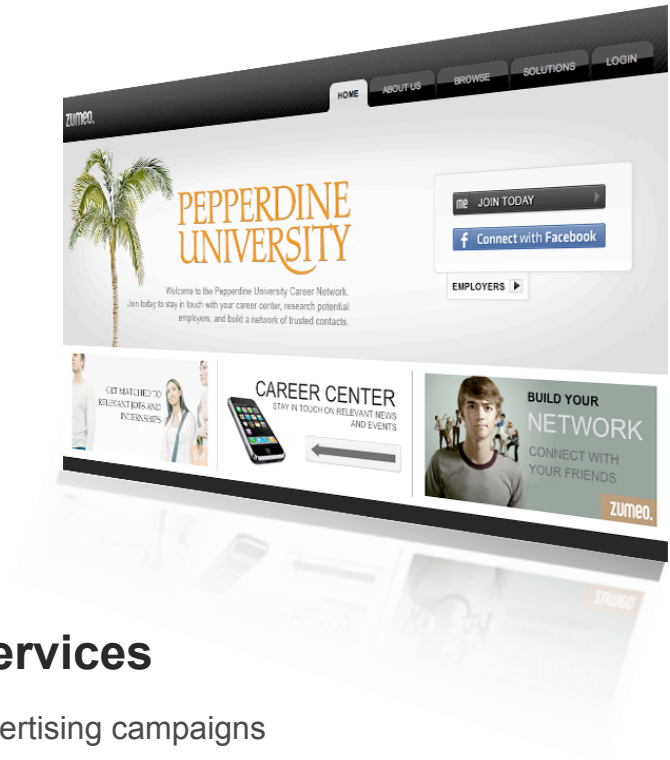 zumeo.
HOME
ABOUT US
BROWSE
SOLUTIONS
LOGIN
PEPPERDINE
UNIVERSITY
Welcome to the Pepperdine University Career Network.
Join today to stay in touch with your career center, research potential
employers, and build a network of trusted contacts.
me JOIN TODAY
f Connect with Facebook
EMPLOYERS
GET MATCHED TO
RELEVANT JOBS AND
INTERNSHIPS
CAREER CENTER
STAY IN TOUCH ON RELEVANT NEWS
AND EVENTS
BUILD YOUR
NETWORK
CONNECT WITH
YOUR FRIENDS
zumeo.
ervices
ertising campaigns